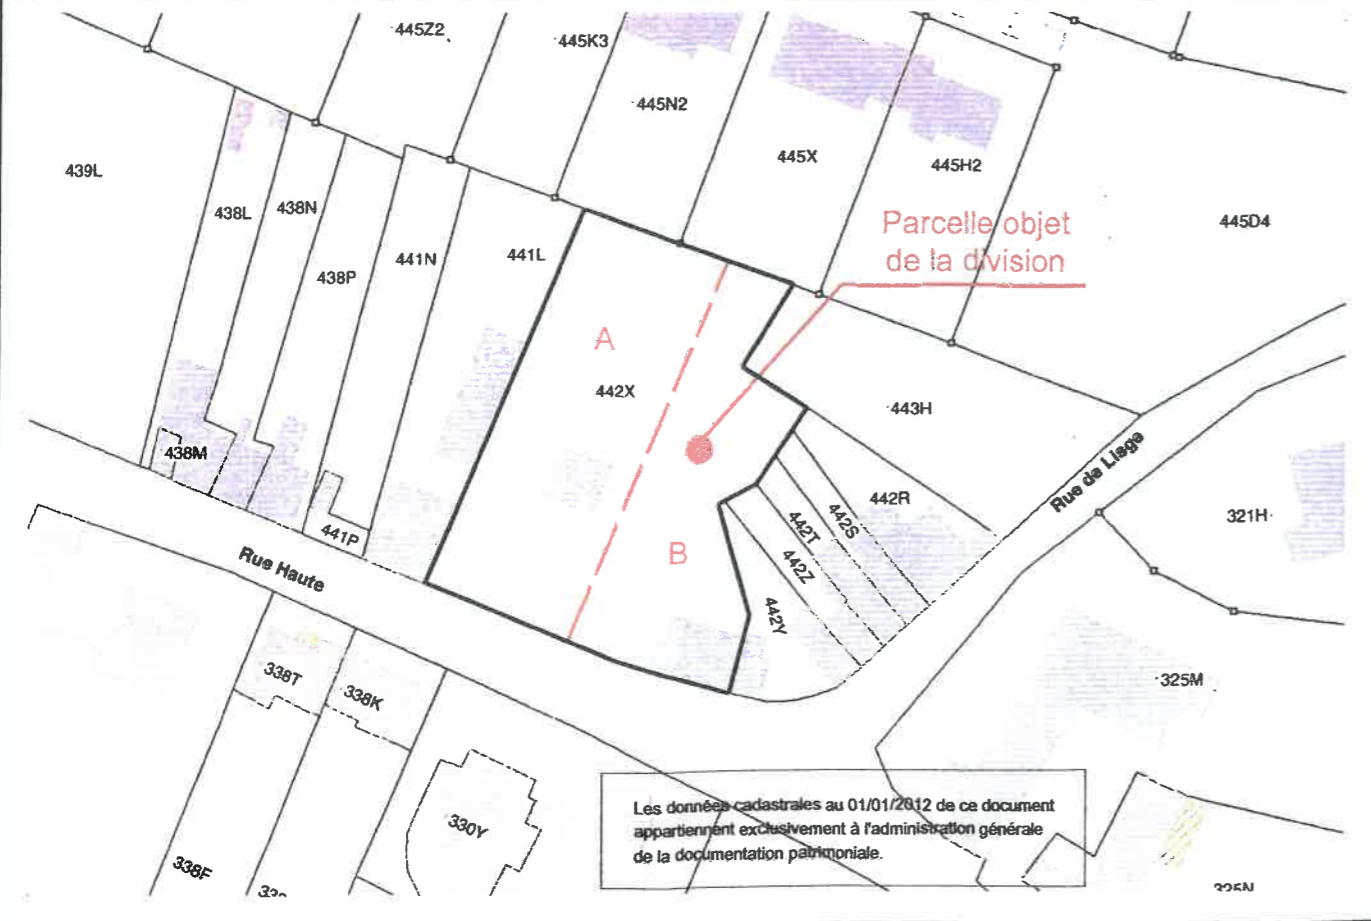 445Z2
445K3
445N2
445X
445H2
439L
438L
438N
438P
441N
441L
445D4
Parcelle objet
de la division
A
442X
443H
438M
442R
Rue de Liège
321H
442S
442T
442Z
441P
B
Rue Haute
442Y
338T
338K
325M
Les données cadastrales au 01/01/2012 de ce document
appartiennent exclusivement à l'administration générale
de la documentation patrimoniale.
330Y
338F
325N